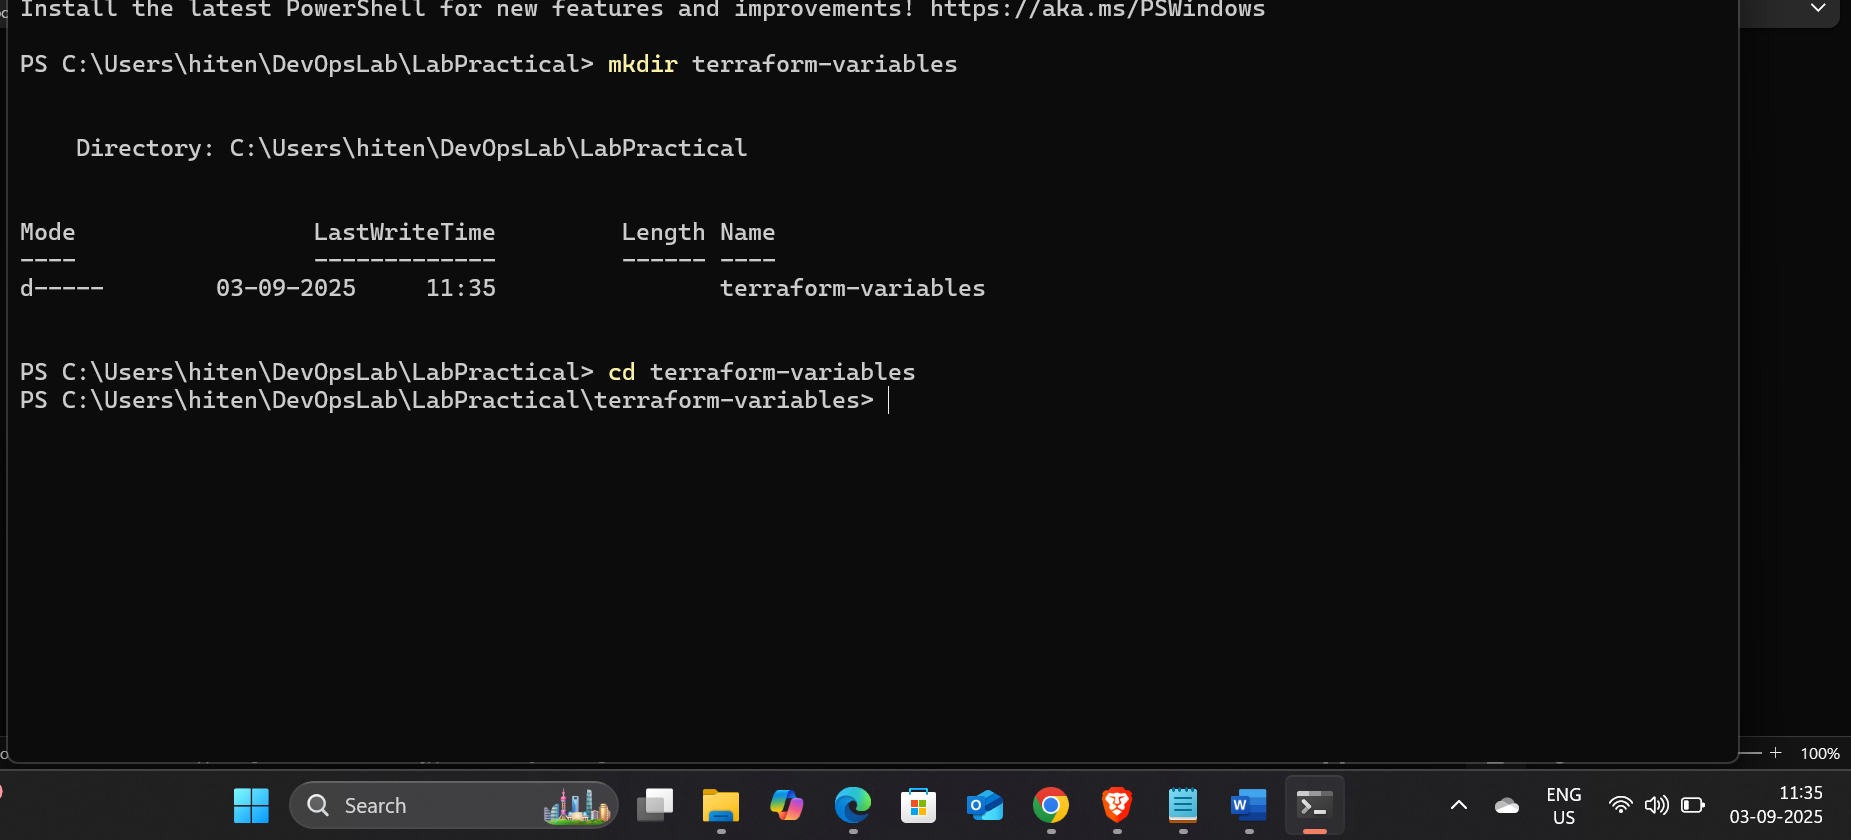 Install the latest PowerShell for new features and improvements! https://aka.ms/PSWindows
PS C:\Users\hiten\DevOpsLab\LabPractical> mkdir terraform-variables
Directory: C:\Users\hiten\DevOpsLab\LabPractical
Mode LastWriteTime Length Name
---- ------------- ------ ----
d----- 03-09-2025 11:35 terraform-variables
PS C:\Users\hiten\DevOpsLab\LabPractical> cd terraform-variables
PS C:\Users\hiten\DevOpsLab\LabPractical\terraform-variables>
100%
Search
ENG
US
11:35
03-09-2025